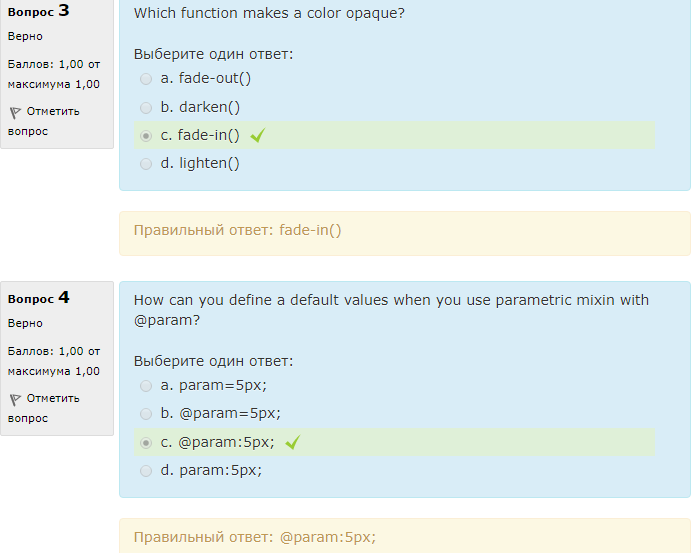 Вопрос 3
Верно
Баллов: 1,00 от
максимума 1,00
Отметить
вопрос
Which function makes a color opaque?
Выберите один ответ:
a. fade-out()
b. darken()
c. fade-in()
d. lighten()
Правильный ответ: fade-in()
Вопрос 4
Верно
Баллов: 1,00 от
максимума 1,00
Отметить
вопрос
How can you define a default values when you use parametric mixin with
@param?
Выберите один ответ:
a. param=5px;
b. @param=5px;
c. @param:5px;
d. param:5px;
Правильный ответ: @param:5px;